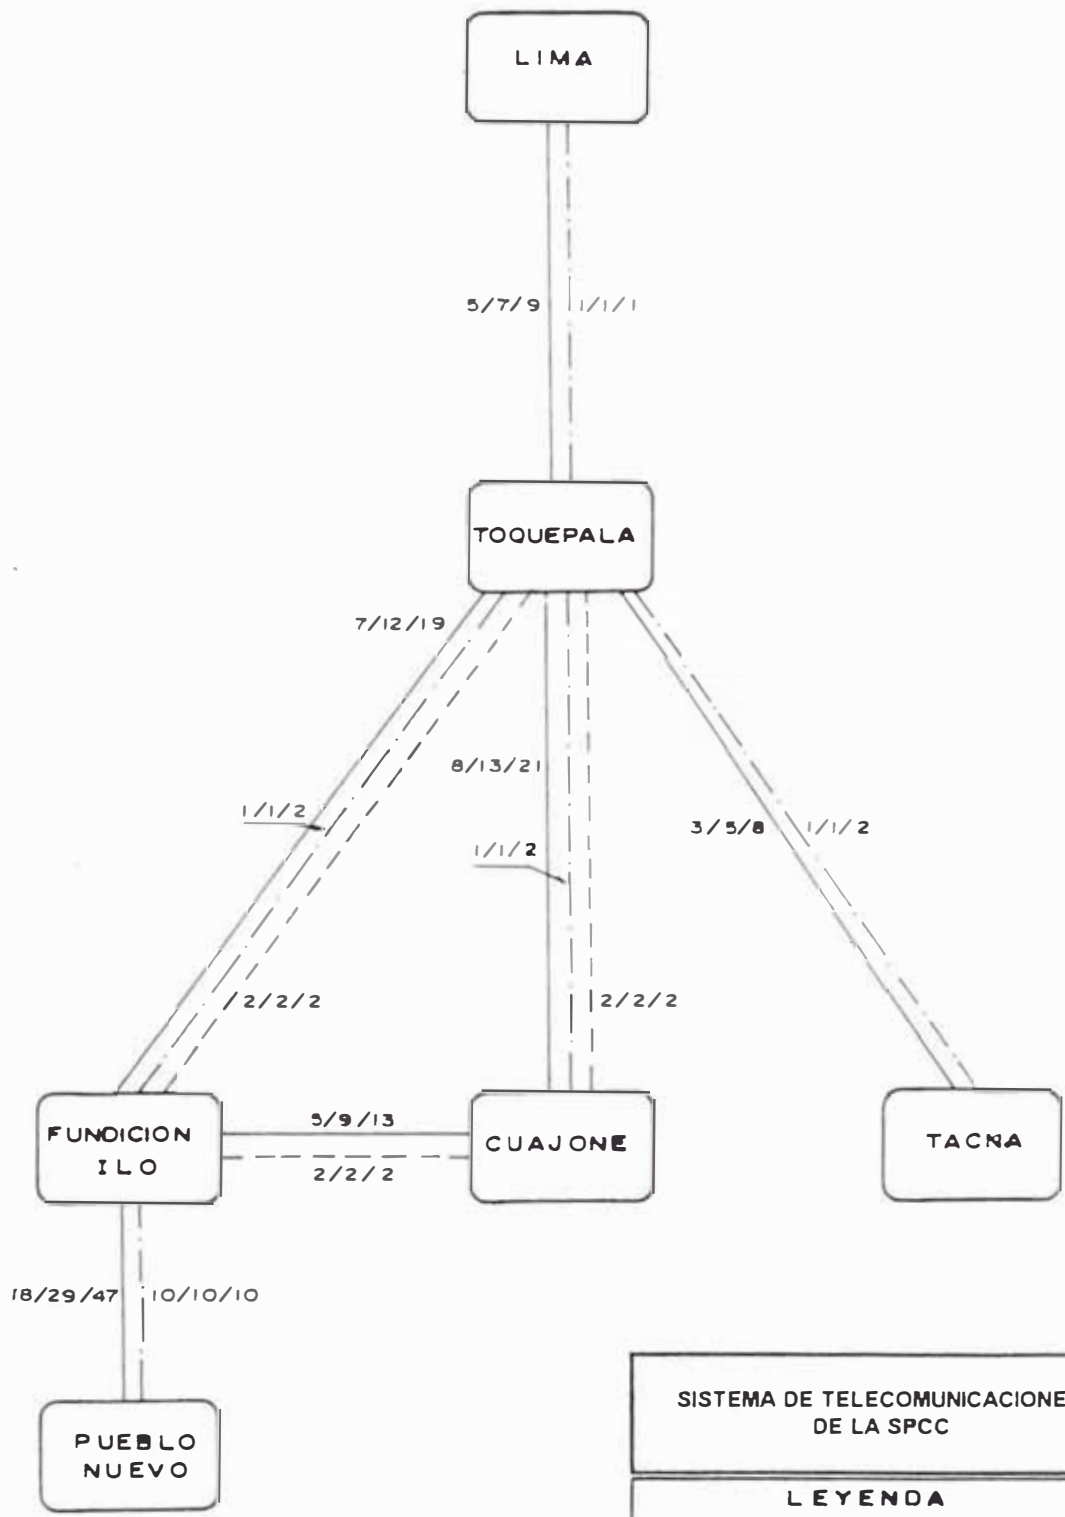 LIMA
5/7/9
1/1/1
TOQUEPALA
7/12/19
8/13/21
1/1/2
3/5/8
1/1/2
1/1/2
2/2/2
2/2/2
FUNDICION
ILO
5/9/13
2/2/2
CUAJONE
TACNA
18/29/47
10/10/10
PUEBLO
NUEVO
SISTEMA DE TELECOMUNICACIONE
DE LA SPCC
LEYENDA